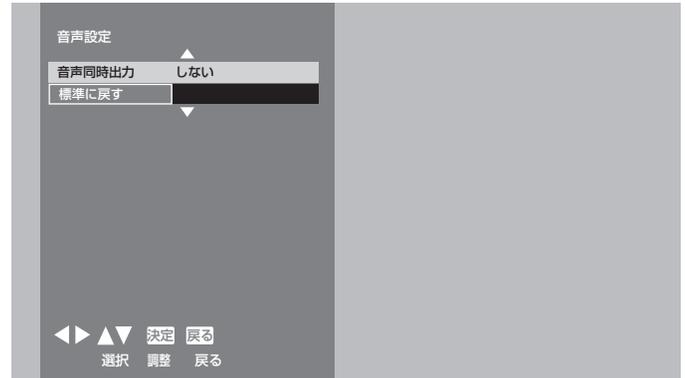 音声設定
音声同時出力 しない
標準に戻す
決定 戻る
選択 調整 戻る